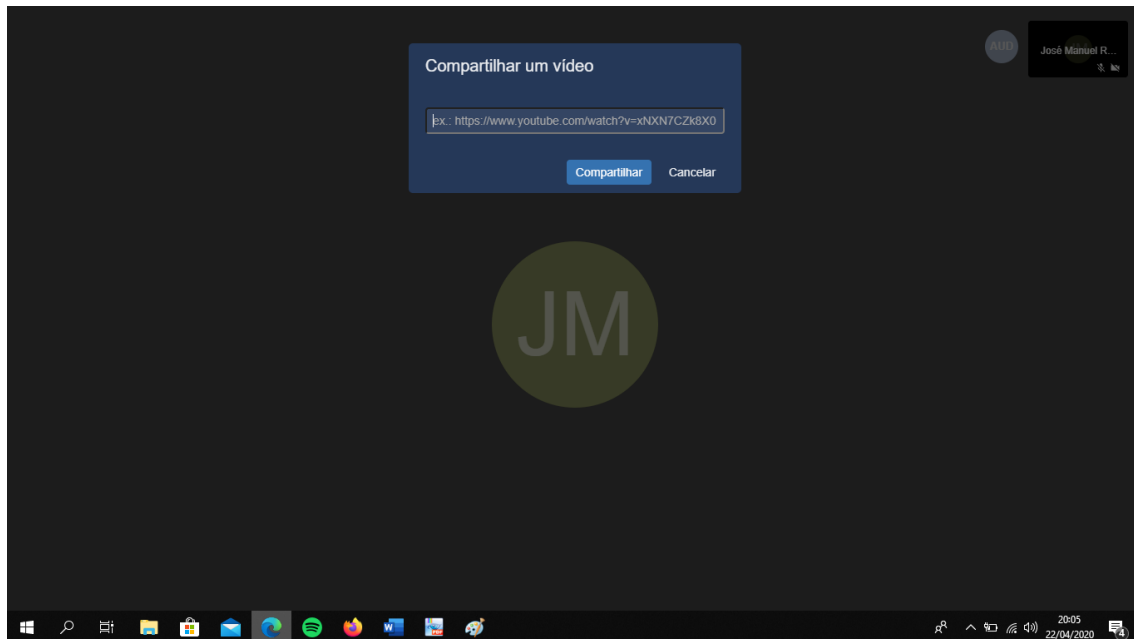 Compartilhar um vídeo
ex.: https://www.youtube.com/watch?v=xNXN7CZk8X0
Compartilhar Cancelar
AUD
José Manuel R...
JM
20:05
22/04/2020
4